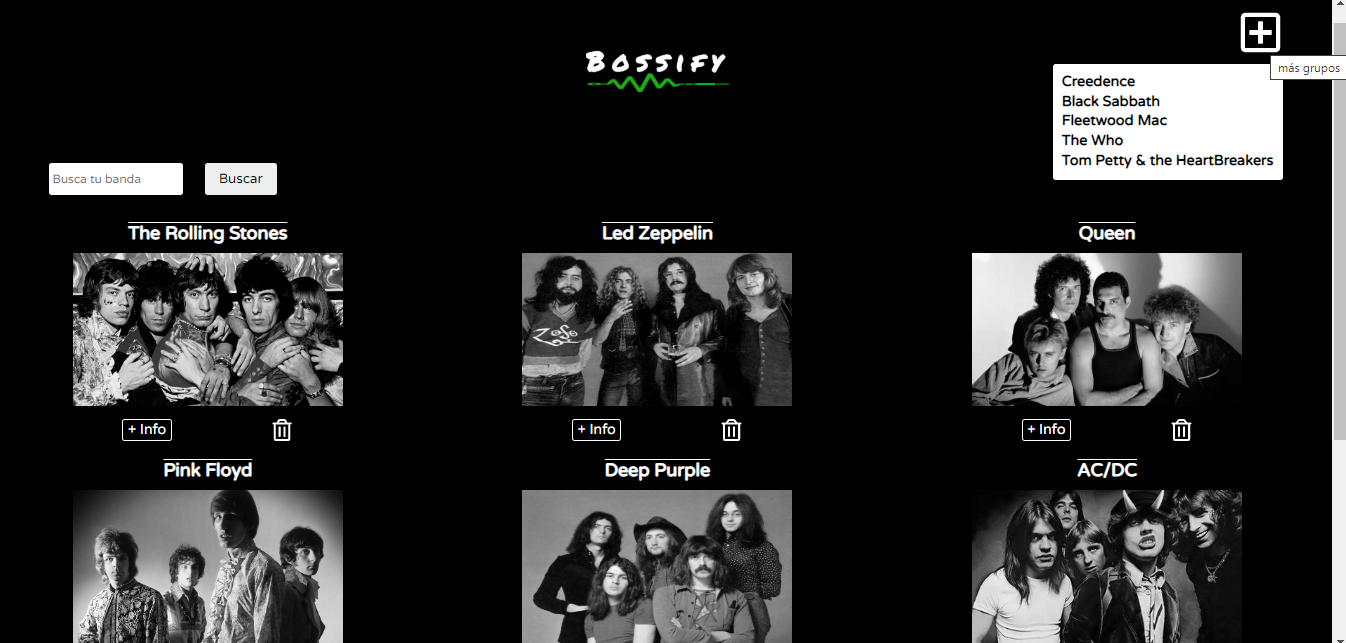 BOSSIFY
más grupos
Creedence
Black Sabbath
Fleetwood Mac
The Who
Tom Petty & the HeartBreakers
Busca tu banda
Buscar
The Rolling Stones
Led Zeppelin
Queen
ZoSo
+ Info
+ Info
+ Info
Pink Floyd
Deep Purple
AC/DC